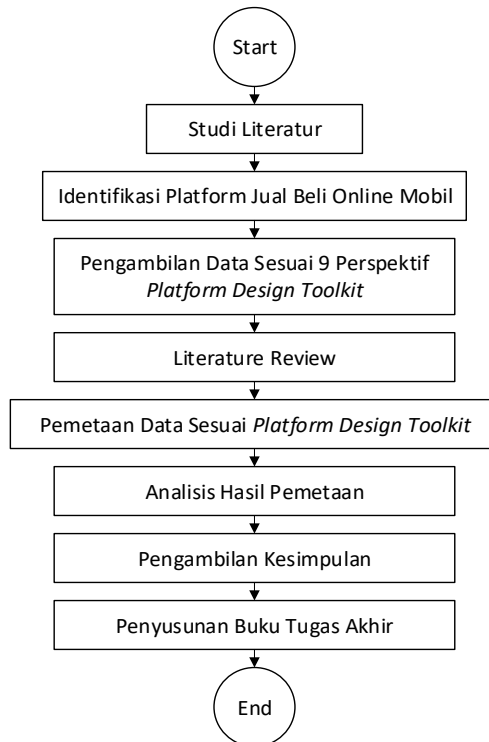 Start
Studi Literatur
Identifikasi Platform Jual Beli Online Mobil
Pengambilan Data Sesuai 9 Perspektif
Platform Design Toolkit
Literature Review
Pemetaan Data Sesuai Platform Design Toolkit
Analisis Hasil Pemetaan
Pengambilan Kesimpulan
Penyusunan Buku Tugas Akhir
End